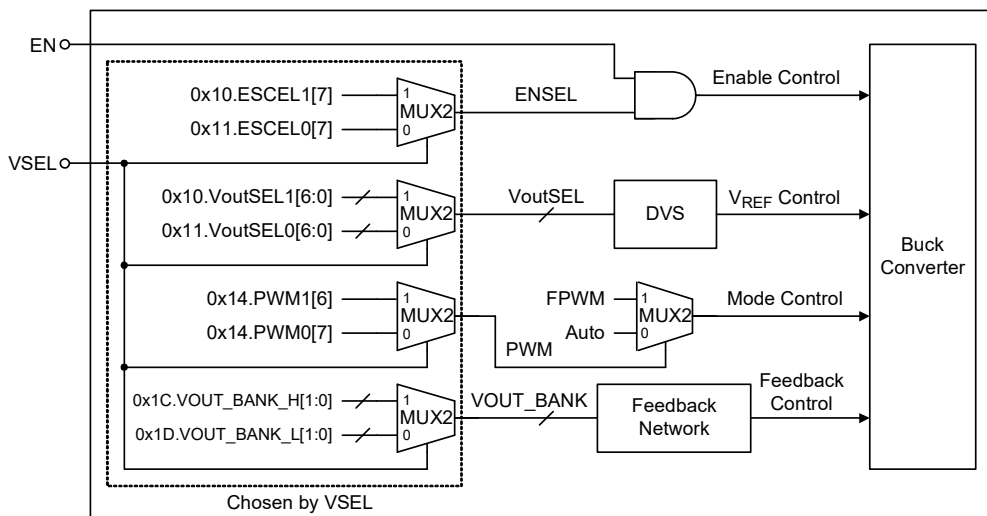 EN
VSEL
0x10.ESCEL1[7]
0x11.ESCEL0[7]
1
MUX2
0
ENSEL
Enable Control
0x10.VoutSEL1[6:0]
0x11.VoutSEL0[6:0]
1
MUX2
0
VoutSEL
DVS
VREF Control
Buck
Converter
0x14.PWM1[6]
0x14.PWM0[7]
1
MUX2
0
PWM
FPWM
Auto
1
MUX2
0
Mode Control
0x1C.VOUT_BANK_H[1:0]
0x1D.VOUT_BANK_L[1:0]
1
MUX2
0
VOUT_BANK
Feedback
Network
Feedback
Control
Chosen by VSEL